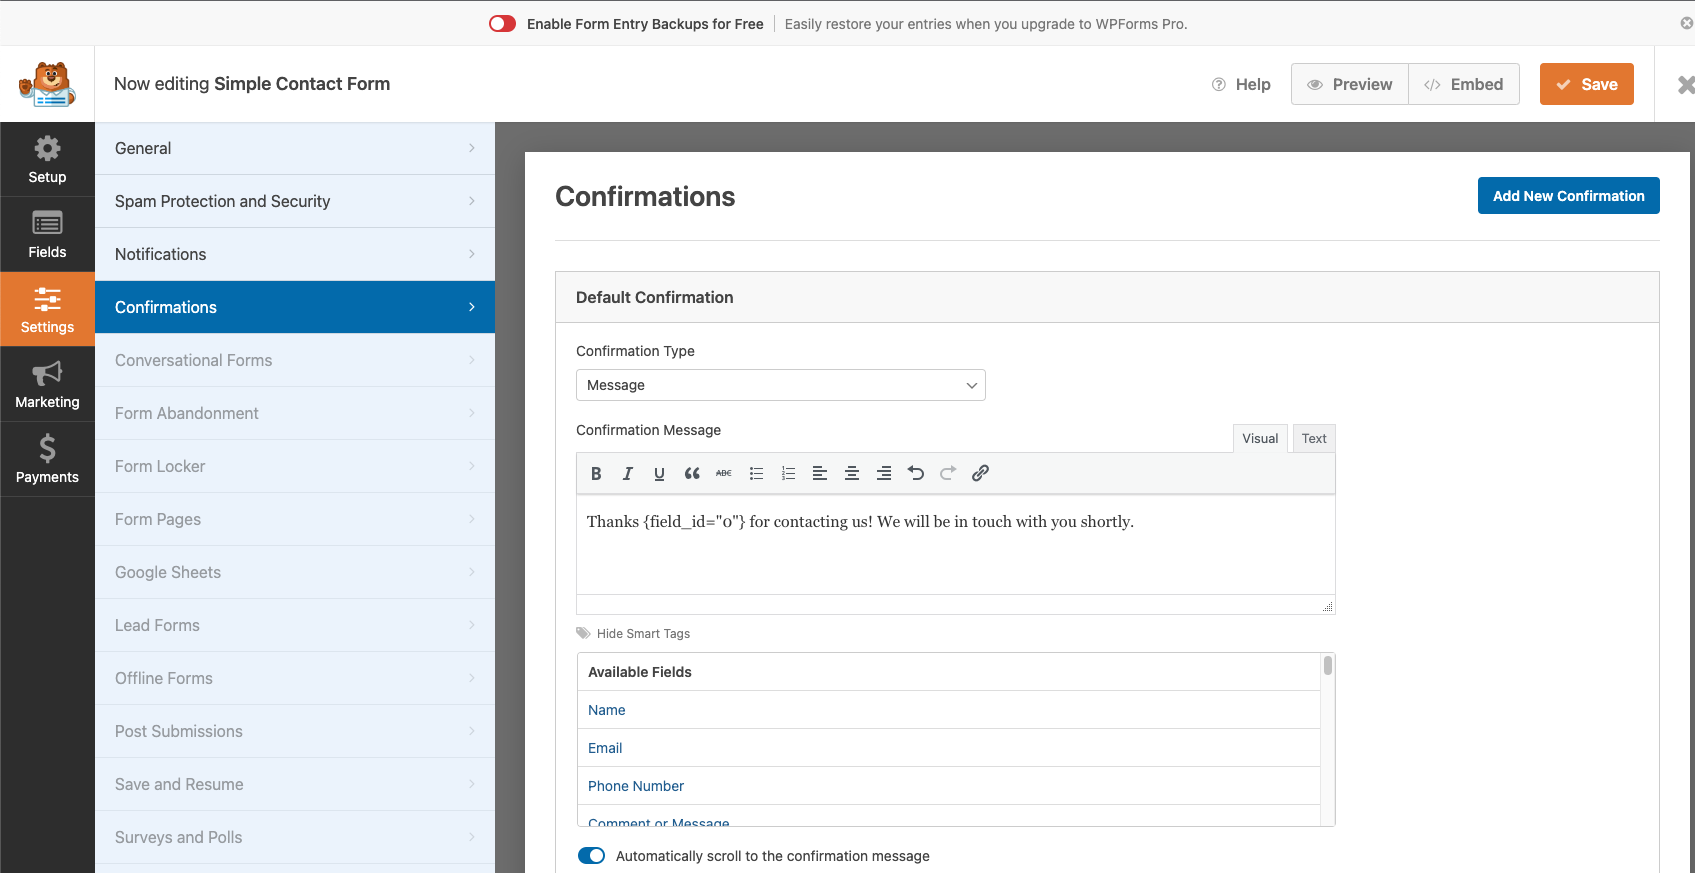 Enable Form Entry Backups for Free Easily restore your entries when you upgrade to WPForms Pro.
Now editing Simple Contact Form
Help
Preview
Embed
Save
Setup
Fields
Settings
Marketing
Payments
General
Spam Protection and Security
Notifications
Confirmations
Conversational Forms
Form Abandonment
Form Locker
Form Pages
Google Sheets
Lead Forms
Offline Forms
Post Submissions
Save and Resume
Surveys and Polls
Confirmations
Add New Confirmation
Default Confirmation
Confirmation Type
Message
Confirmation Message
Visual
Text
B I U ABC
Thanks {field_id="0"} for contacting us! We will be in touch with you shortly.
Hide Smart Tags
Available Fields
Name
Email
Phone Number
Comment or Message
Automatically scroll to the confirmation message